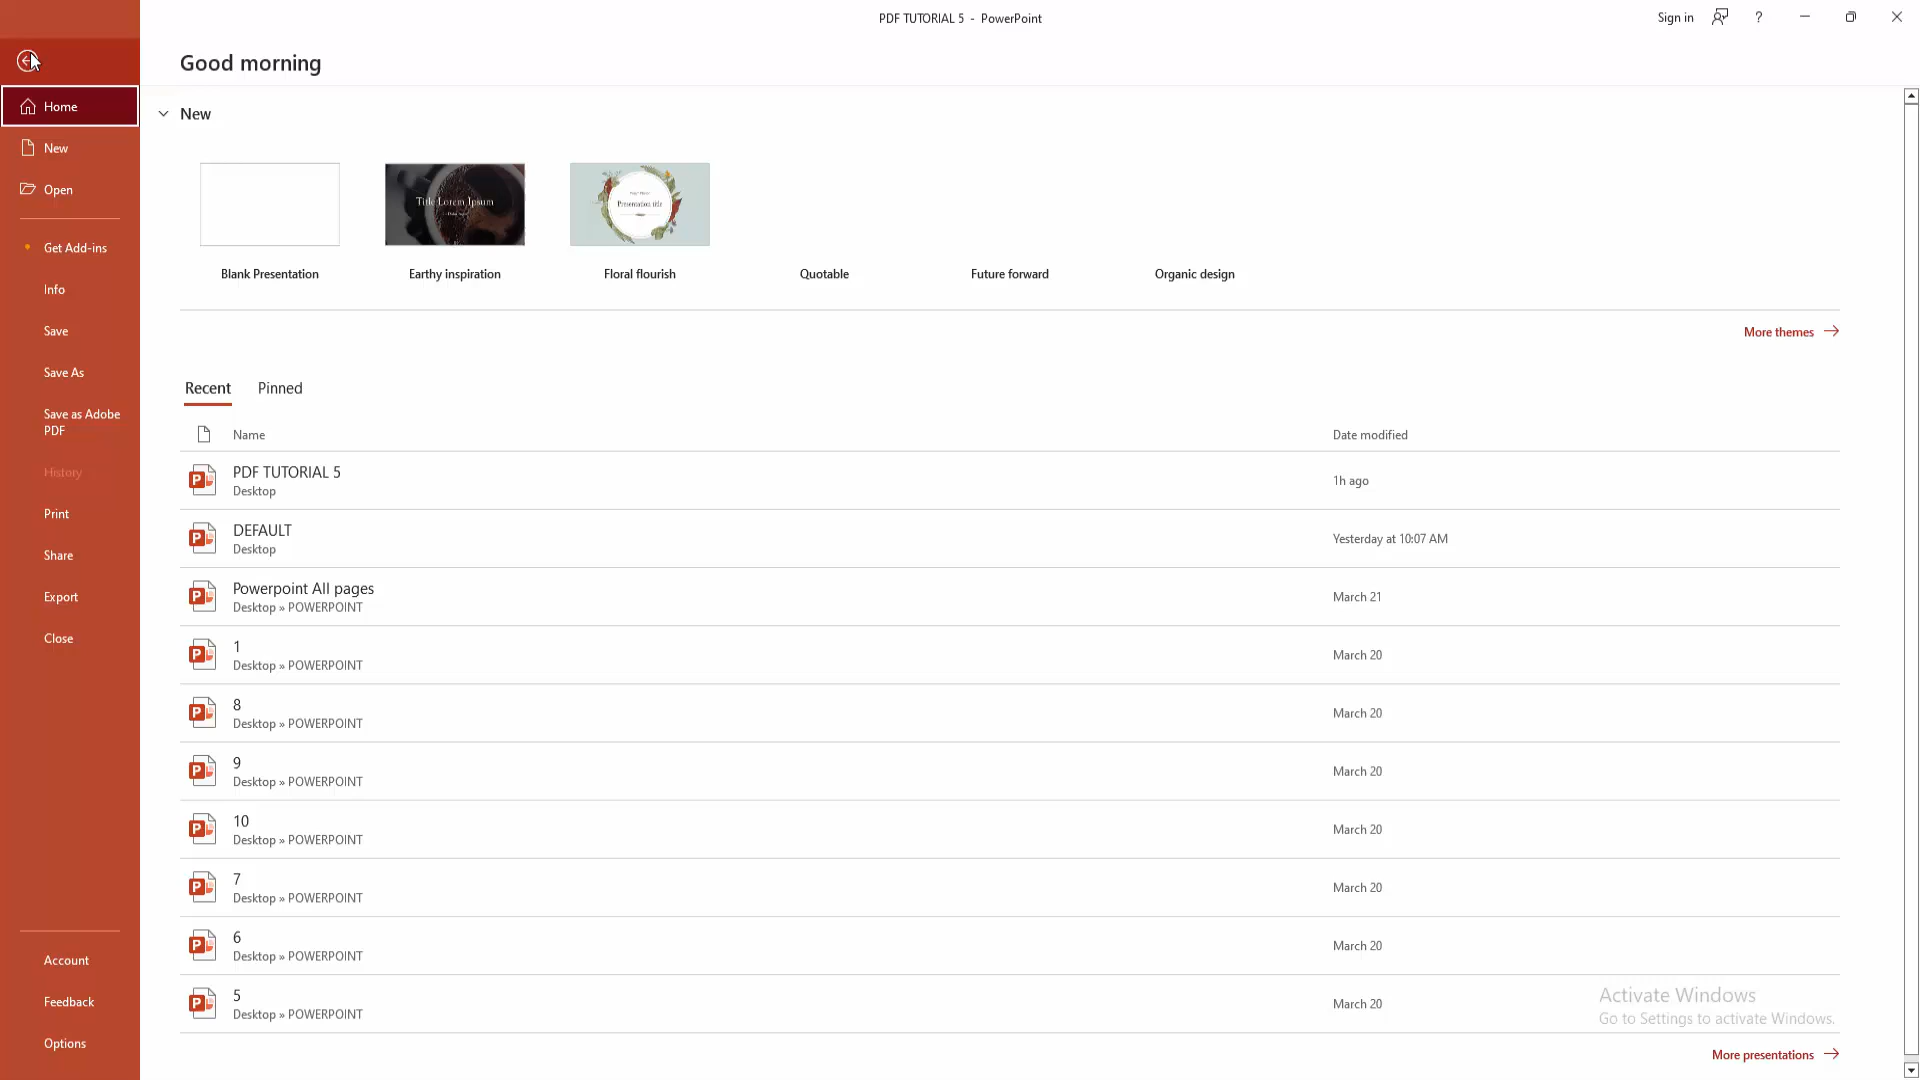 PDF TUTORIAL 5 - PowerPoint
Sign in
?
Good morning
Home
New
Open
Get Add-ins
Info
Save
Save As
Save as Adobe
PDF
History
Print
Share
Export
Close
Account
Feedback
Options
New
Title Lorem Ipsum
Presentation title
Blank Presentation
Earthy inspiration
Floral flourish
Quotable
Future forward
Organic design
More themes
Recent Pinned
Name Date modified
PDF TUTORIAL 5
Desktop
1h ago
DEFAULT
Desktop
Yesterday at 10:07 AM
Powerpoint All pages
Desktop » POWERPOINT
March 21
1
Desktop » POWERPOINT
March 20
8
Desktop » POWERPOINT
March 20
9
Desktop » POWERPOINT
March 20
10
Desktop » POWERPOINT
March 20
7
Desktop » POWERPOINT
March 20
6
Desktop » POWERPOINT
March 20
5
Desktop » POWERPOINT
March 20
Activate Windows
Go to Settings to activate Windows.
More presentations